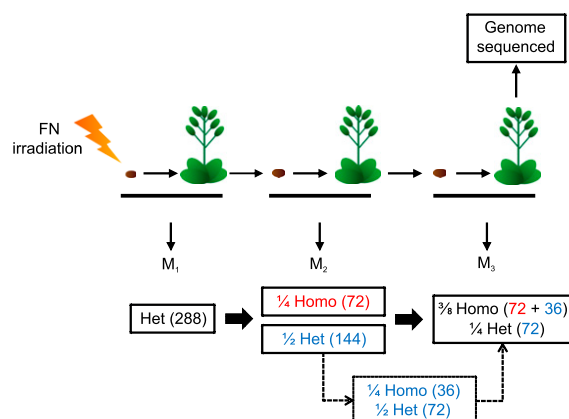 Genome
sequenced
FN
irradiation
M₁
M₂
M₃
Het (288)
¼ Homo (72)
½ Het (144)
⅜ Homo (72 + 36)
¼ Het (72)
¼ Homo (36)
½ Het (72)